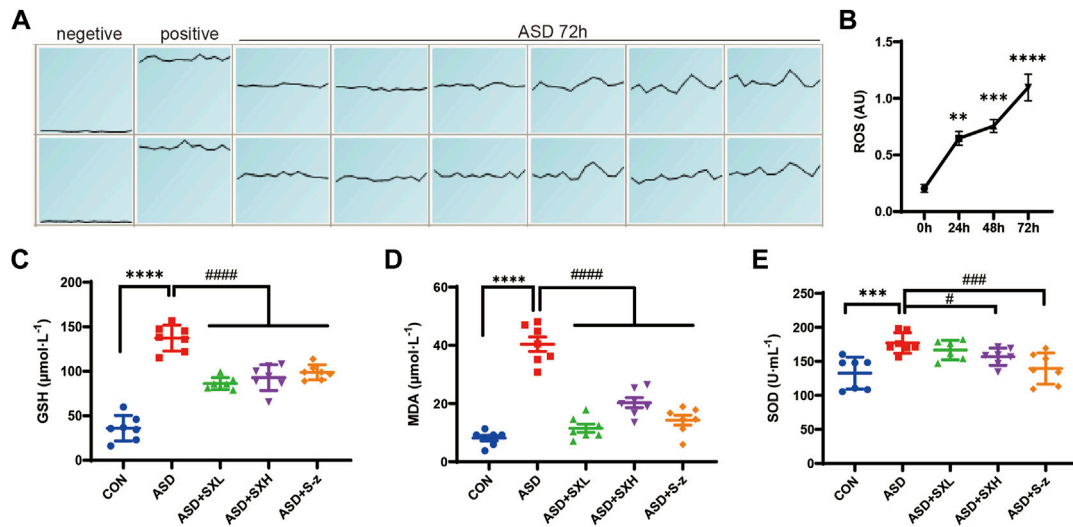 A
negetive positive ASD 72h
B
ROS (AU)
1.5
1.0
0.5
0.0
** *** ****
0h 24h 48h 72h
C
GSH (μmol·L⁻¹)
200
150
100
50
0
**** ####
CON ASD ASD+SXL ASD+SXH ASD+S-z
D
MDA (μmol·L⁻¹)
60
40
20
0
**** ####
CON ASD ASD+SXL ASD+SXH ASD+S-z
E
SOD (U·mL⁻¹)
250
200
150
100
50
0
###
*** #
CON ASD ASD+SXL ASD+SXH ASD+S-z